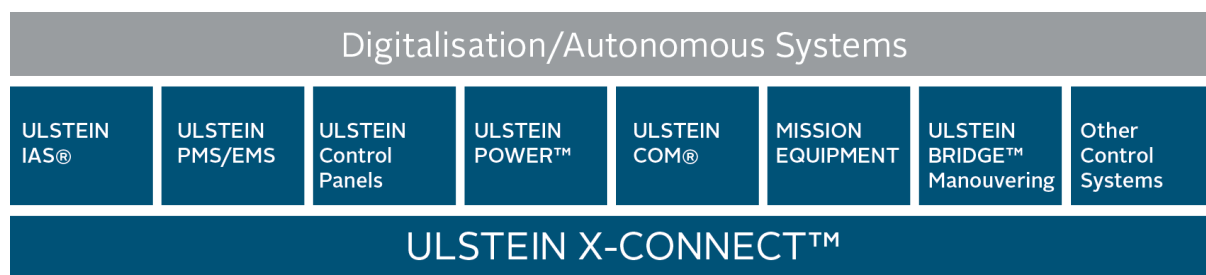 Digitalisation/Autonomous Systems
ULSTEIN
IAS®
ULSTEIN
PMS/EMS
ULSTEIN
Control
Panels
ULSTEIN
POWER™
ULSTEIN
COM®
MISSION
EQUIPMENT
ULSTEIN
BRIDGE™
Manouvering
Other
Control
Systems
ULSTEIN X-CONNECT™